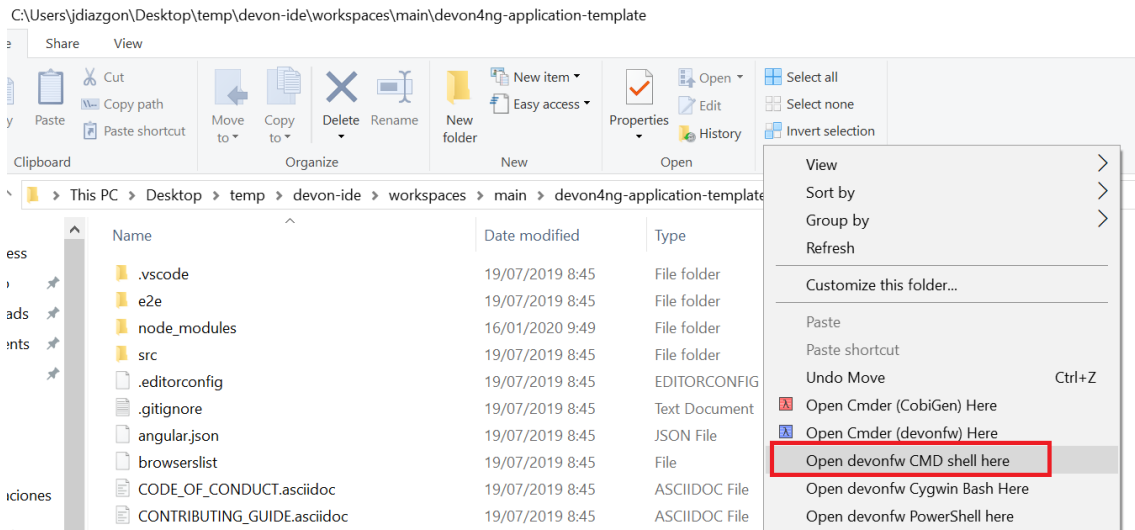 C:\Users\jdiazgon\Desktop\temp\devon-ide\workspaces\main\devon4ng-application-template
Share View
Cut
Copy path
Paste shortcut
Paste
Clipboard
Move to
Copy to
Delete
Rename
Organize
New folder
New item
Easy access
New
Properties
Open
Edit
History
Open
Select all
Select none
Invert selection
This PC > Desktop > temp > devon-ide > workspaces > main > devon4ng-application-template
Name Date modified Type
.vscode 19/07/2019 8:45 File folder
e2e 19/07/2019 8:45 File folder
node_modules 16/01/2020 9:49 File folder
src 19/07/2019 8:45 File folder
.editorconfig 19/07/2019 8:45 EDITORCONFIG
.gitignore 19/07/2019 8:45 Text Document
angular.json 19/07/2019 8:45 JSON File
browserslist 19/07/2019 8:45 File
CODE_OF_CONDUCT.asciidoc 19/07/2019 8:45 ASCIIDOC File
CONTRIBUTING_GUIDE.asciidoc 19/07/2019 8:45 ASCIIDOC File
View
Sort by
Group by
Refresh
Customize this folder...
Paste
Paste shortcut
Undo Move Ctrl+Z
Open Cmder (CobiGen) Here
Open Cmder (devonfw) Here
Open devonfw CMD shell here
Open devonfw Cygwin Bash Here
Open devonfw PowerShell here